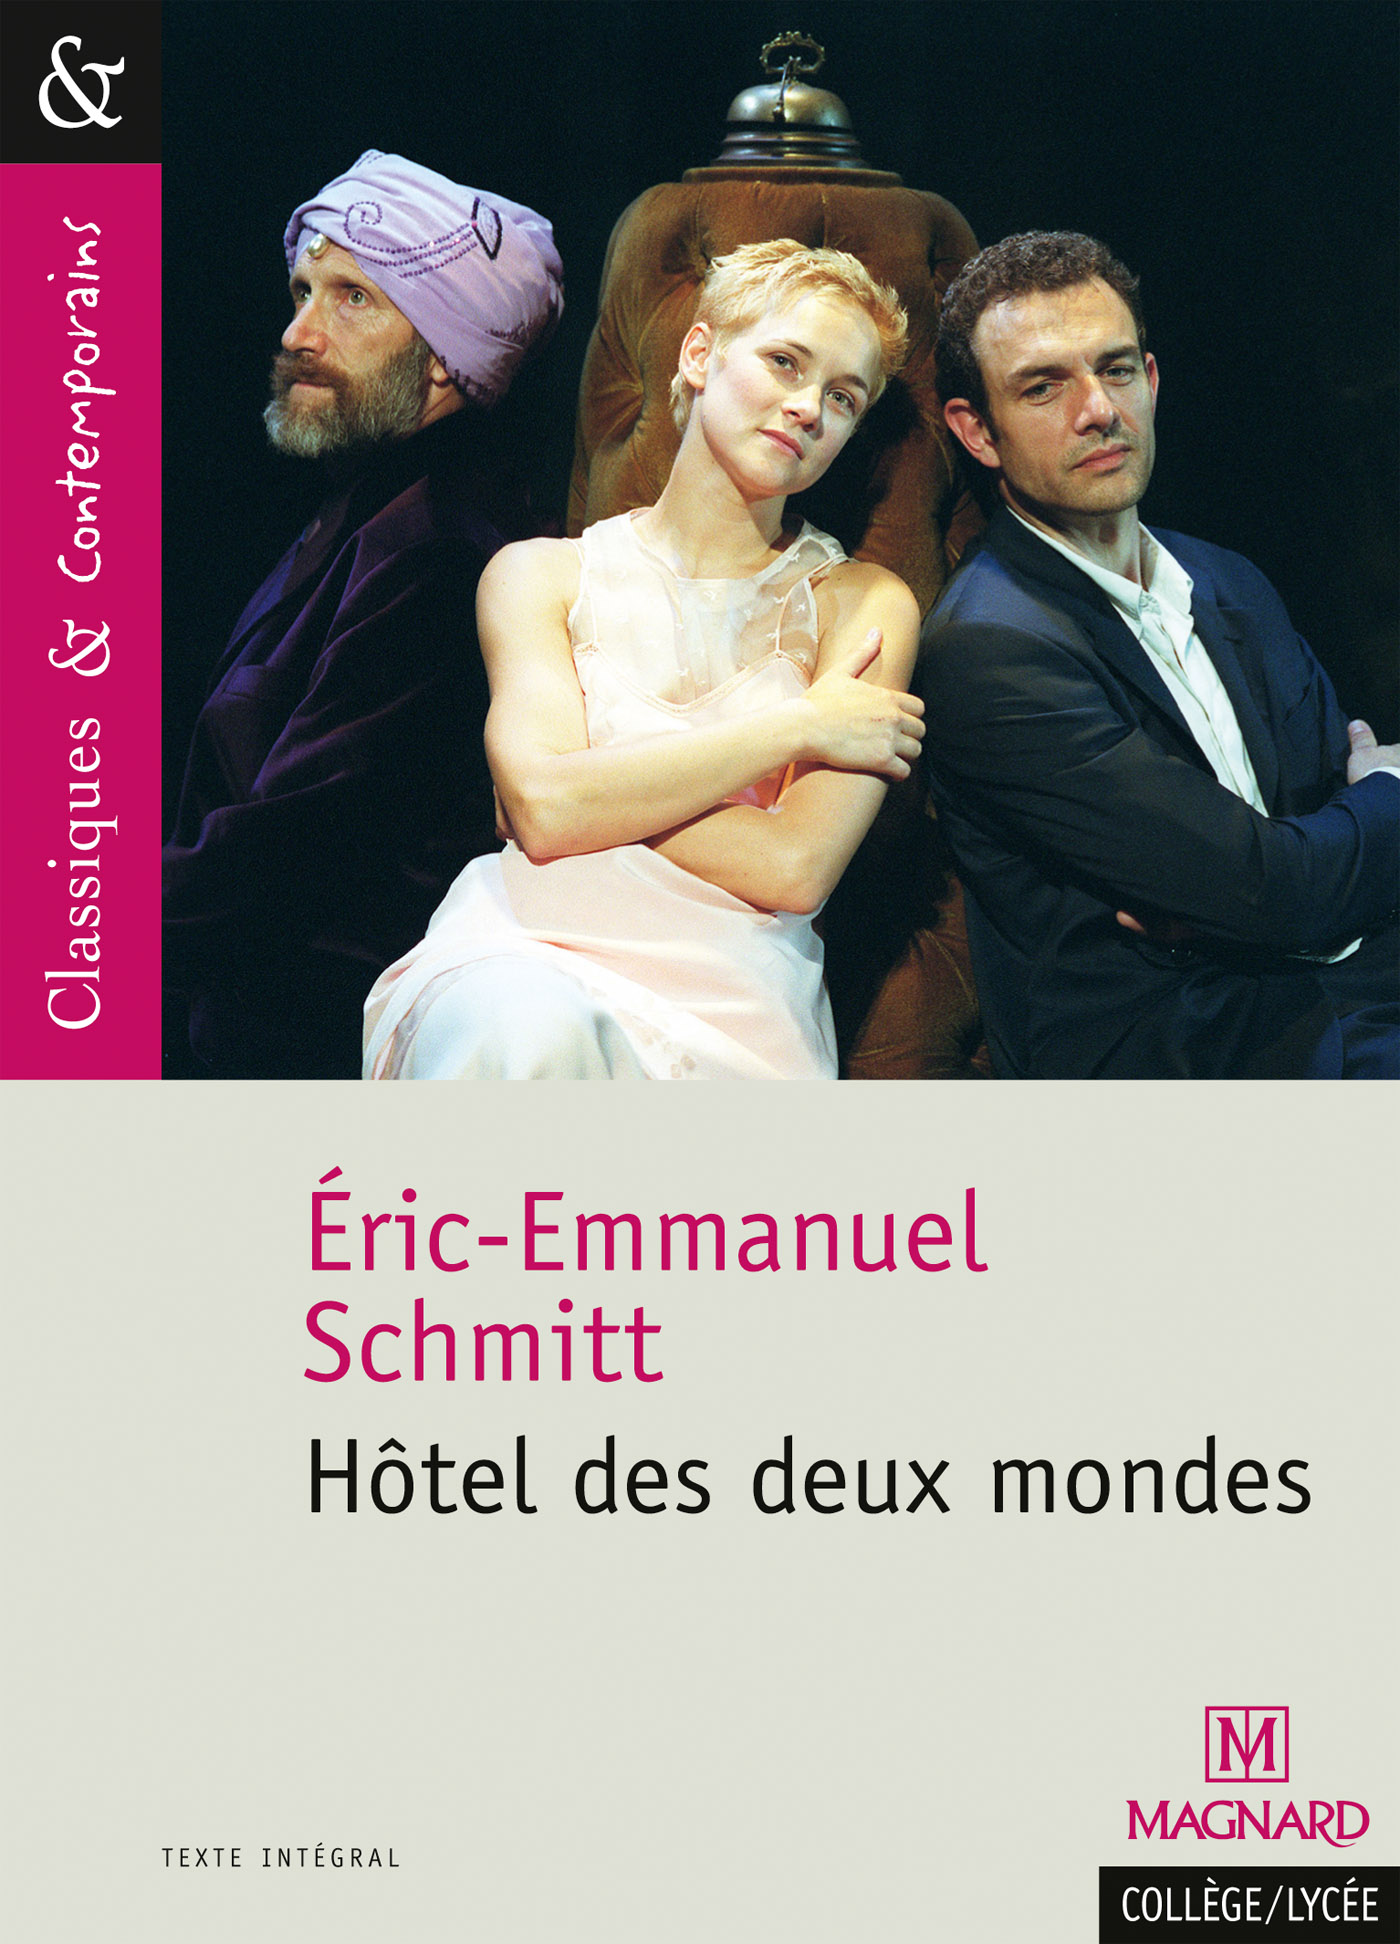 &
Classiques & Contemporains
Éric-Emmanuel
Schmitt
Hôtel des deux mondes
M
MAGNARD
TEXTE INTÉGRAL
COLLÈGE/LYCÉE